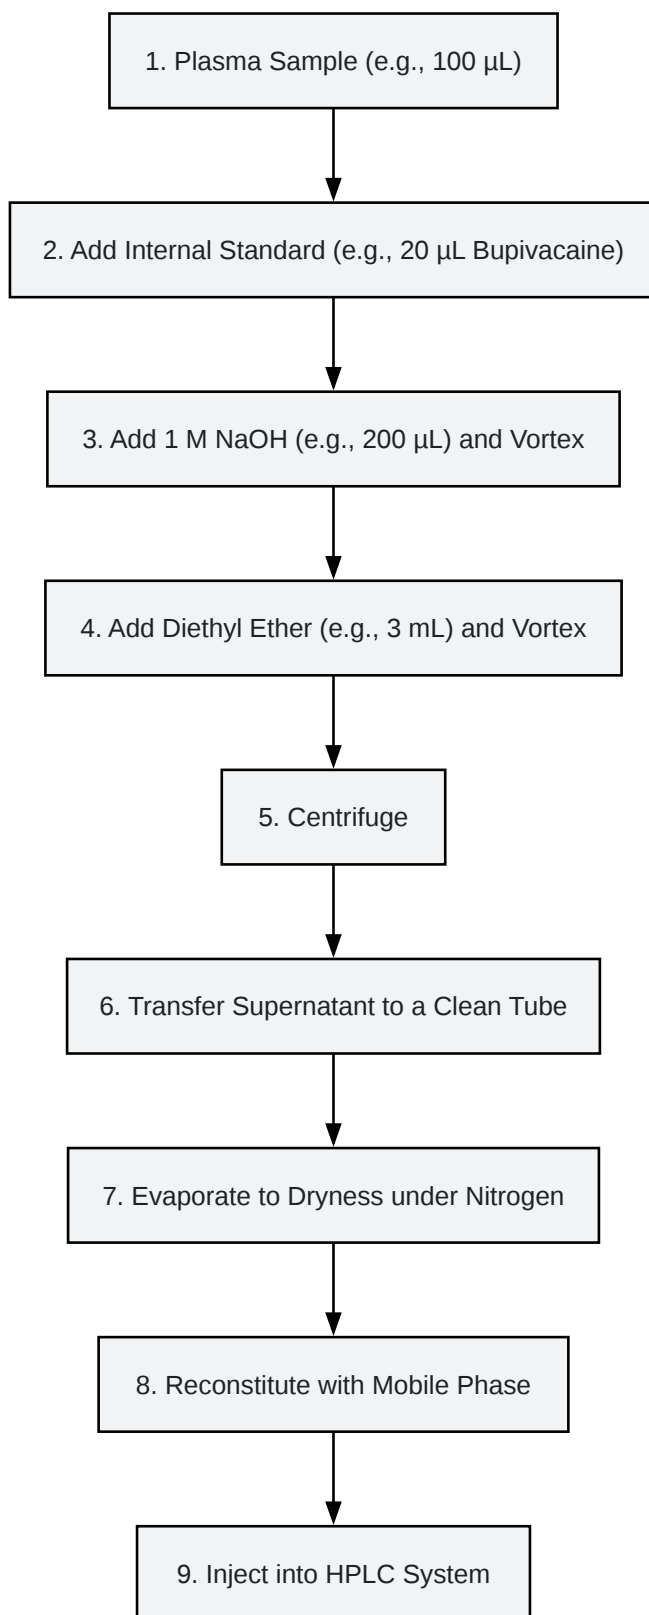 1. Plasma Sample (e.g., 100 µL)
2. Add Internal Standard (e.g., 20 µL Bupivacaine)
3. Add 1 M NaOH (e.g., 200 µL) and Vortex
4. Add Diethyl Ether (e.g., 3 mL) and Vortex
5. Centrifuge
6. Transfer Supernatant to a Clean Tube
7. Evaporate to Dryness under Nitrogen
8. Reconstitute with Mobile Phase
9. Inject into HPLC System